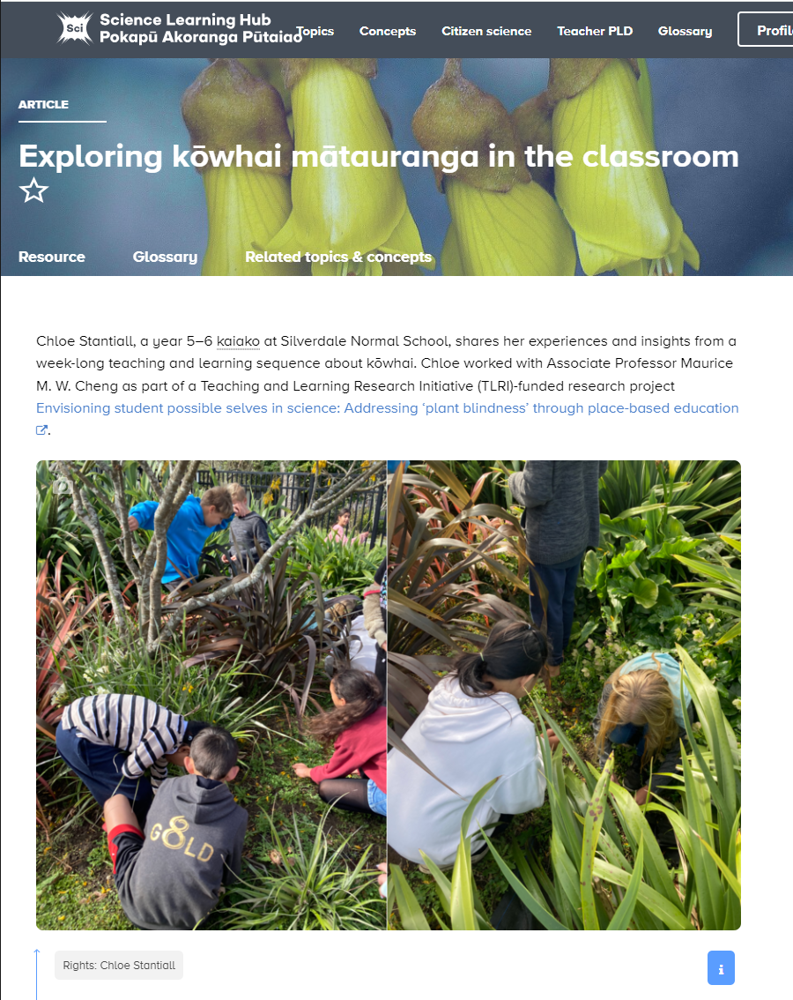 Sci
Science Learning Hub
Pokapū Akoranga Pūtaiao
Topics Concepts Citizen science Teacher PLD Glossary
ARTICLE
Exploring kōwhai mātauranga in the classroom
Resource Glossary Related topics & concepts
Chloe Stantiall, a year 5–6 kaiako at Silverdale Normal School, shares her experiences and insights from a
week-long teaching and learning sequence about kōwhai. Chloe worked with Associate Professor Maurice
M. W. Cheng as part of a Teaching and Learning Research Initiative (TLRI)-funded research project
Envisioning student possible selves in science: Addressing ‘plant blindness’ through place-based education
.
G8LD
Rights: Chloe Stantiall
i